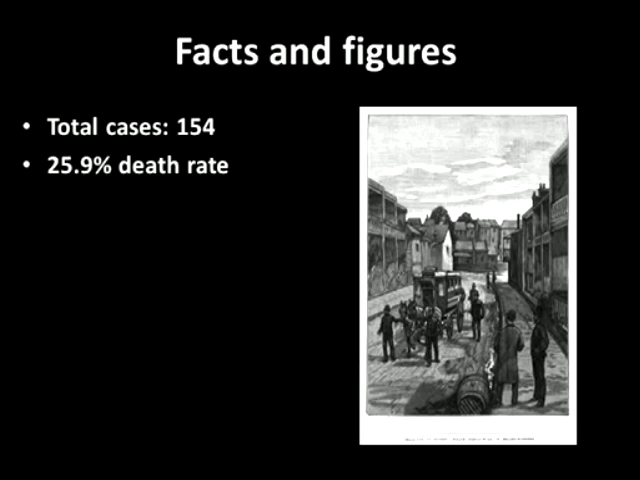 Facts and figures
• Total cases: 154
• 25.9% death rate